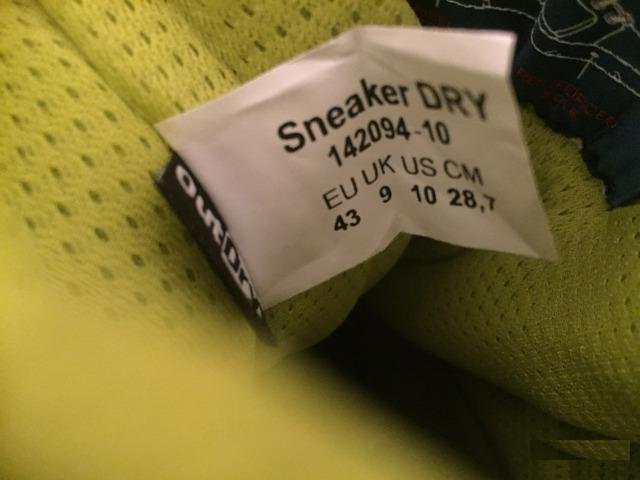 Sneaker DRY
142094-10
EU UK US CM
43 9 10 28,7